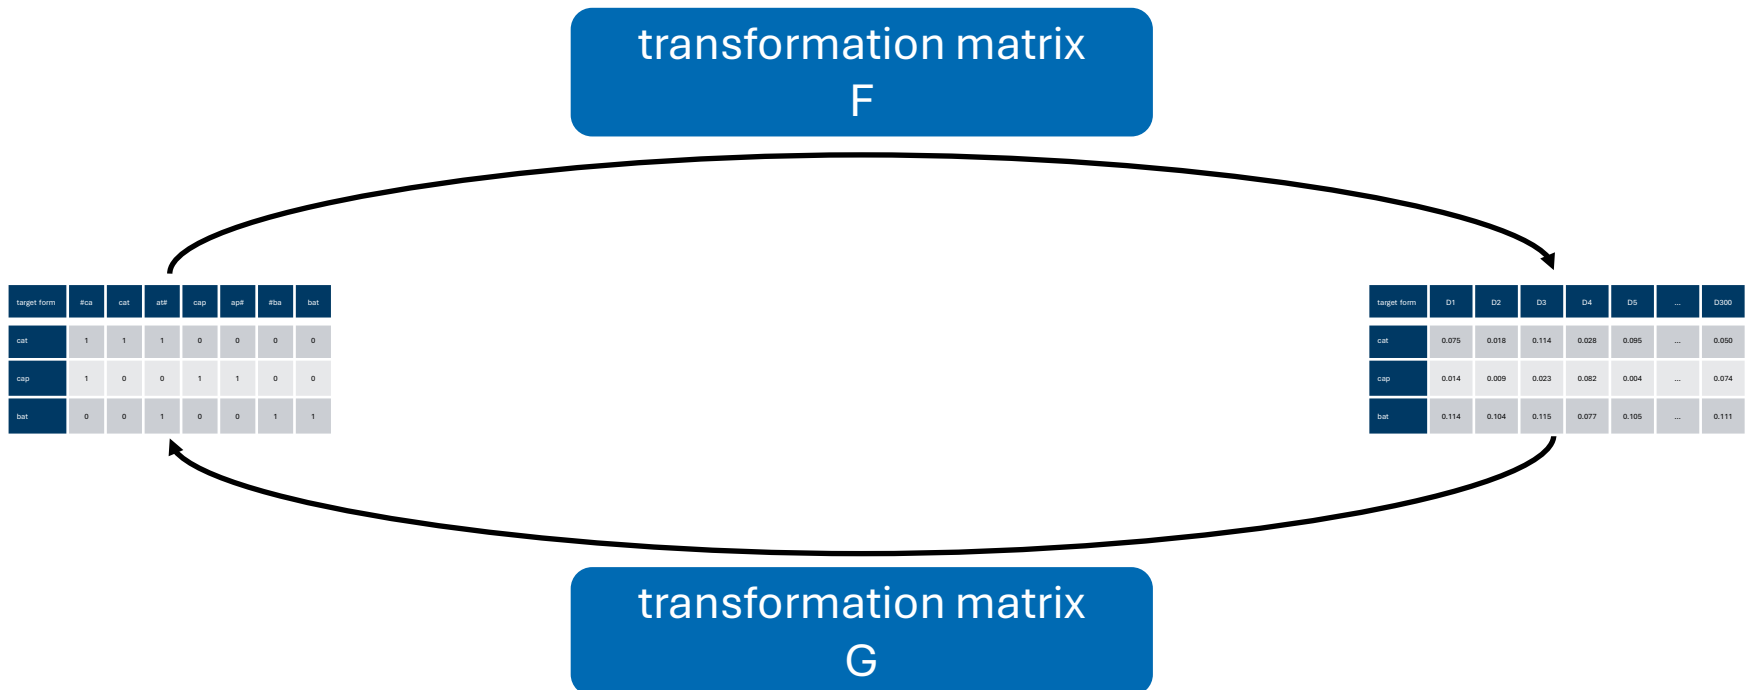 transformation matrix
F
target form #ca cat at# cap ap# #ba bat
cat 1 1 1 0 0 0 0
cap 1 0 0 1 1 0 0
bat 0 0 1 0 0 1 1
target form D1 D2 D3 D4 D5 ... D300
cat 0.075 0.018 0.114 0.028 0.095 ... 0.050
cap 0.014 0.009 0.023 0.082 0.004 ... 0.074
bat 0.114 0.104 0.115 0.077 0.105 ... 0.111
transformation matrix
G